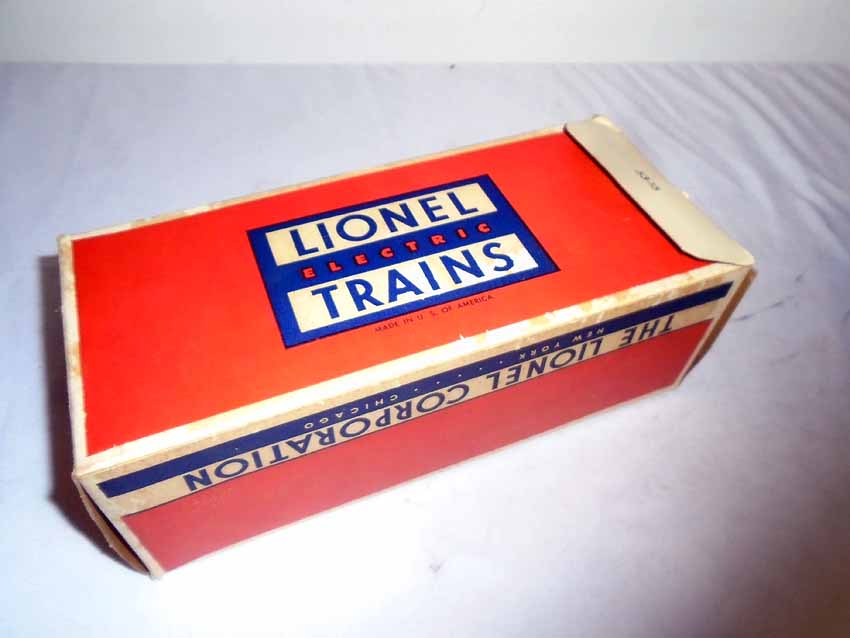 LIONEL
ELECTRIC
TRAINS
MADE IN U. S. OF AMERICA
THE LIONEL CORPORATION
NEW YORK . . . . . CHICAGO